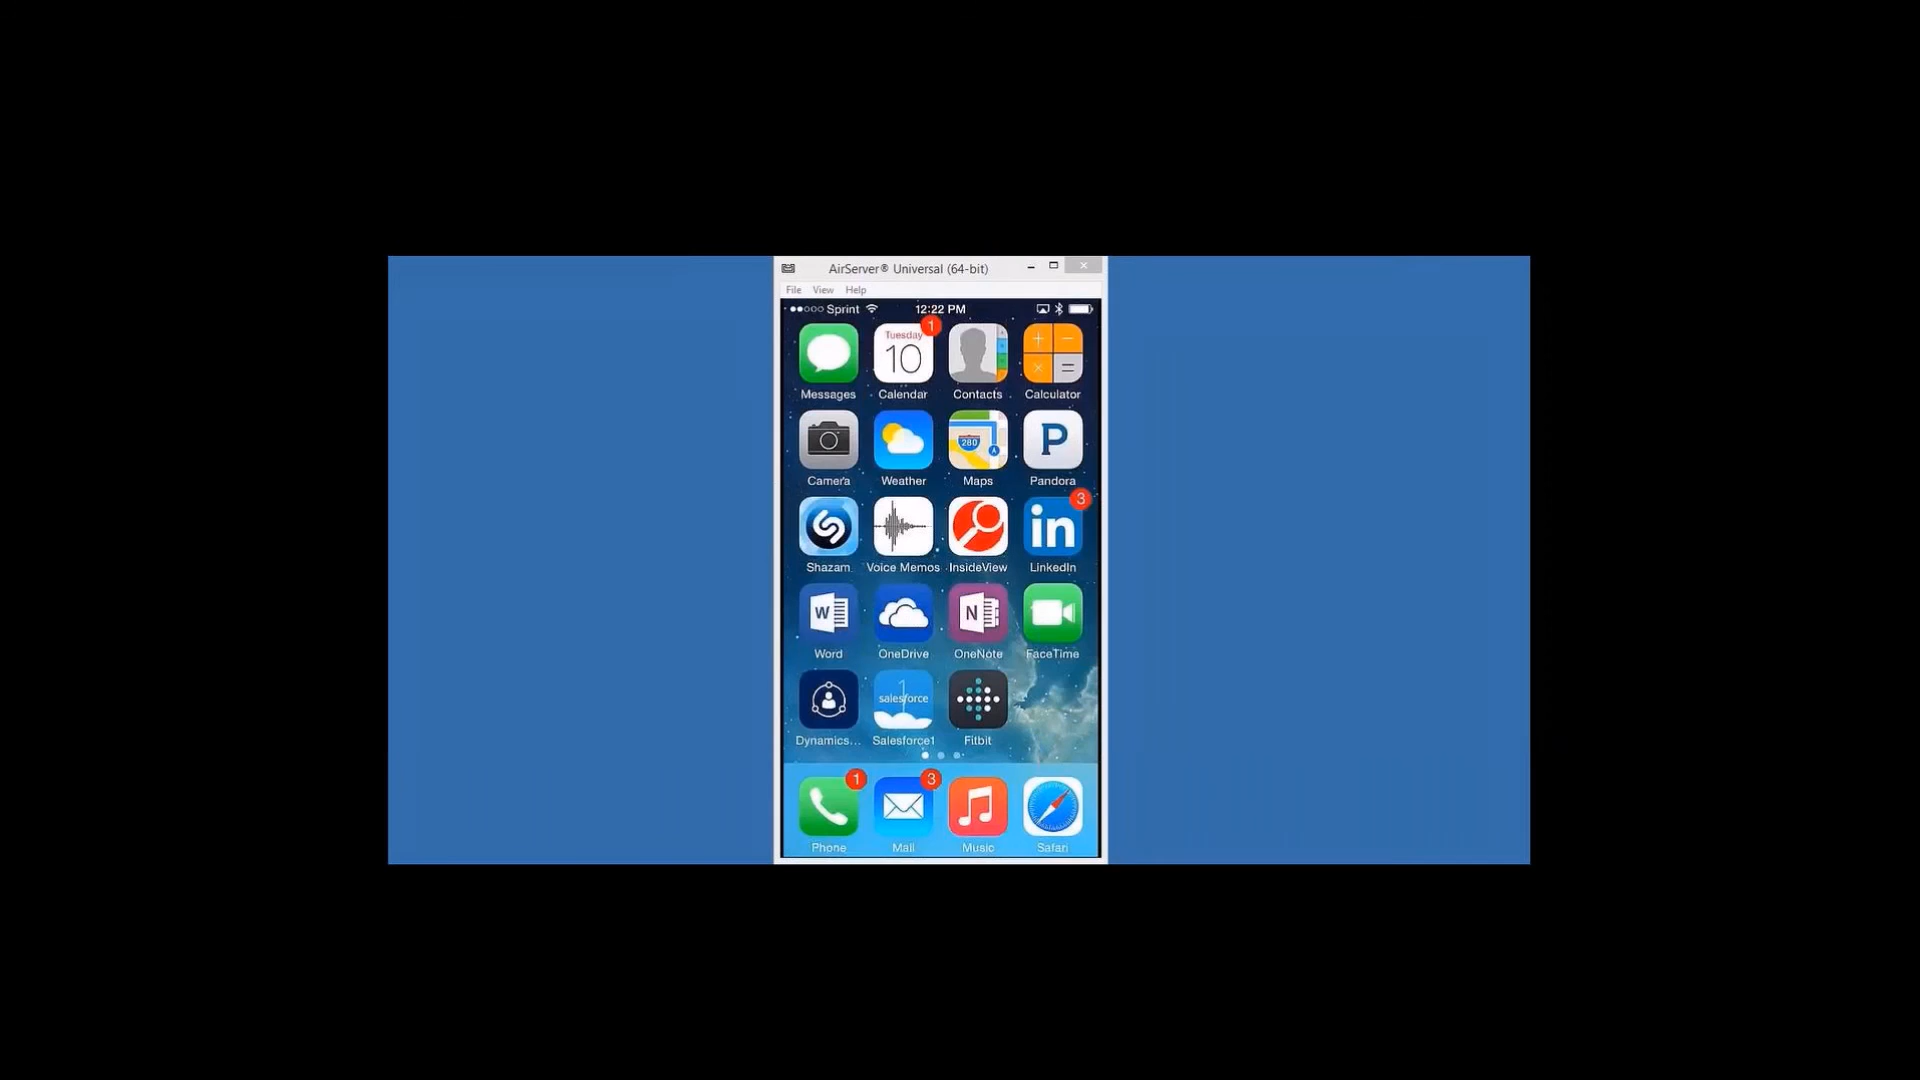 AirServer® Universal (64-bit)
File View Help
Sprint 12:22 PM
Tuesday 1
10
Messages Calendar Contacts Calculator
280 P
Camera Weather Maps Pandora
in 3
Shazam Voice Memos InsideView LinkedIn
W N
Word OneDrive OneNote FaceTime
1
salesforce
Dynamics... Salesforce1 Fitbit
1 3
Phone Mail Music Safari